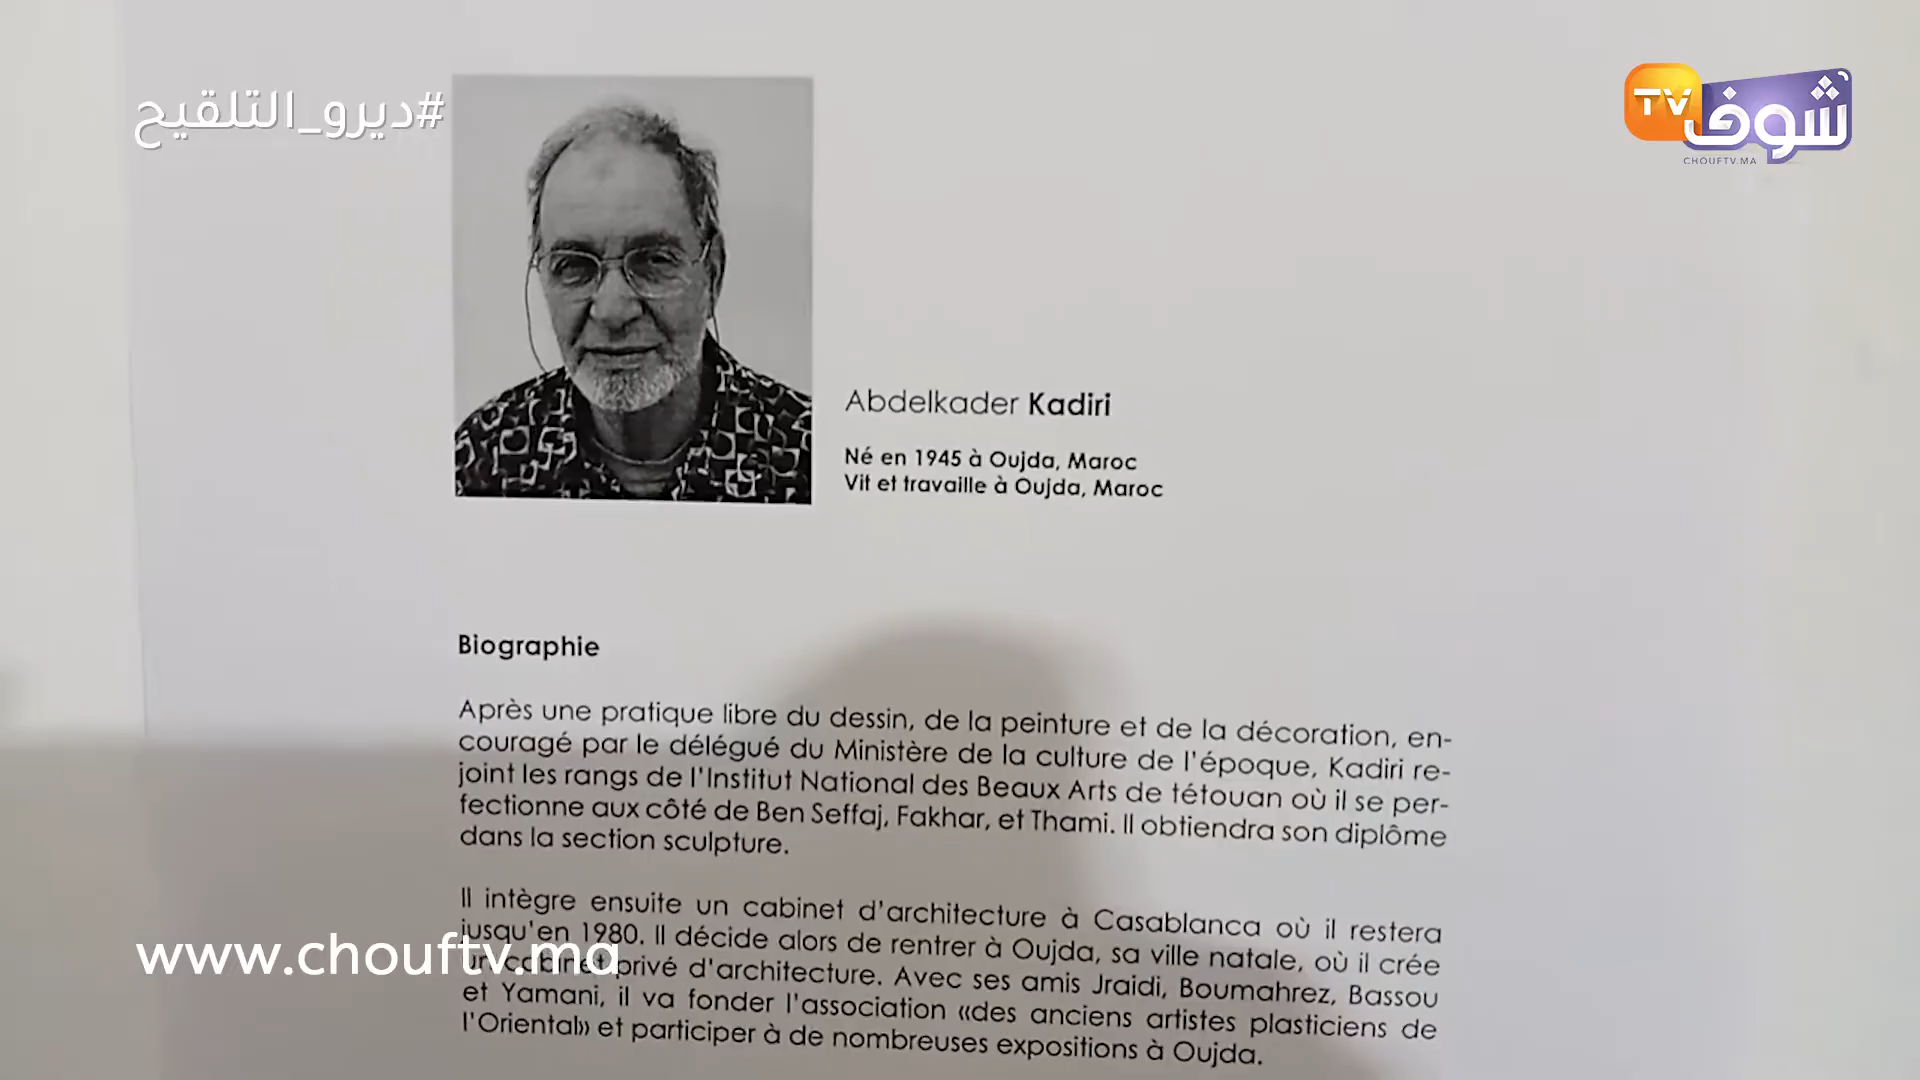 #ديرو_التلقيح
TV شوف
CHOUFTV.MA
Abdelkader Kadiri
Né en 1945 à Oujda, Maroc
Vit et travaille à Oujda, Maroc
Biographie
Après une pratique libre du dessin, de la peinture et de la décoration, en-
couragé par le délégué du Ministère de la culture de l'époque, Kadiri re-
joint les rangs de l'Institut National des Beaux Arts de tétouan où il se per-
fectionne aux côté de Ben Seffaj, Fakhar, et Thami. Il obtiendra son diplôme
dans la section sculpture.
Il intègre ensuite un cabinet d'architecture à Casablanca où il restera
jusqu'en 1980. Il décide alors de rentrer à Oujda, sa ville natale, où il crée
un cabinet privé d'architecture. Avec ses amis Jraidi, Boumahrez, Bassou
et Yamani, il va fonder l'association «des anciens artistes plasticiens de
l'Oriental» et participer à de nombreuses expositions à Oujda.
www.chouftv.ma